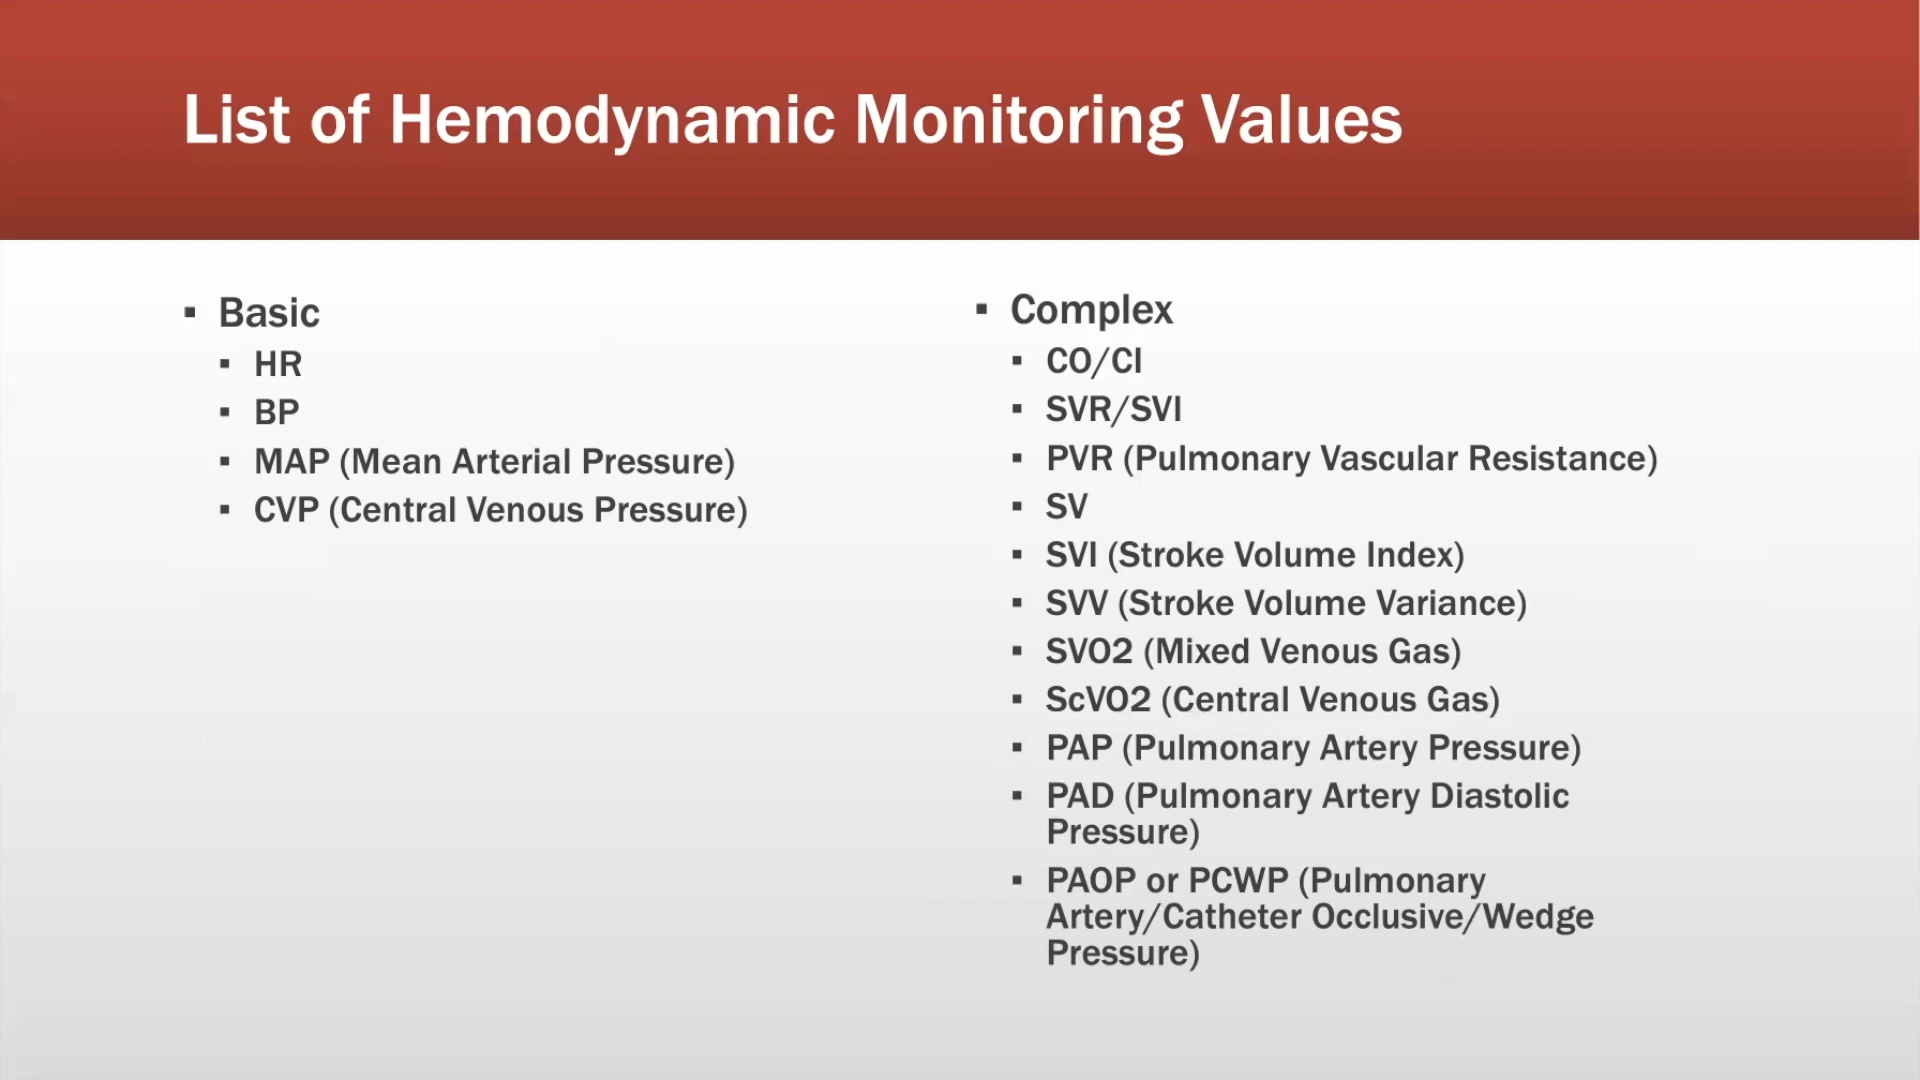 List of Hemodynamic Monitoring Values
▪ Basic
▪ HR
▪ BP
▪ MAP (Mean Arterial Pressure)
▪ CVP (Central Venous Pressure)
▪ Complex
▪ CO/CI
▪ SVR/SVI
▪ PVR (Pulmonary Vascular Resistance)
▪ SV
▪ SVI (Stroke Volume Index)
▪ SVV (Stroke Volume Variance)
▪ SVO2 (Mixed Venous Gas)
▪ ScVO2 (Central Venous Gas)
▪ PAP (Pulmonary Artery Pressure)
▪ PAD (Pulmonary Artery Diastolic
Pressure)
▪ PAOP or PCWP (Pulmonary
Artery/Catheter Occlusive/Wedge
Pressure)